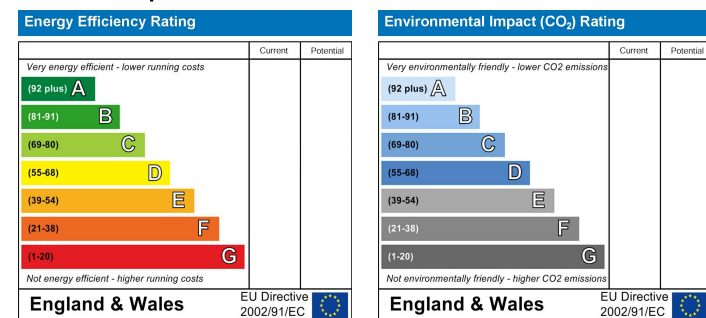 Energy Efficiency Rating
Current Potential
Very energy efficient - lower running costs
(92 plus) A
(81-91) B
(69-80) C
(55-68) D
(39-54) E
(21-38) F
(1-20) G
Not energy efficient - higher running costs
England & Wales
EU Directive
2002/91/EC
Environmental Impact (CO₂) Rating
Current Potential
Very environmentally friendly - lower CO2 emissions
(92 plus) A
(81-91) B
(69-80) C
(55-68) D
(39-54) E
(21-38) F
(1-20) G
Not environmentally friendly - higher CO2 emissions
England & Wales
EU Directive
2002/91/EC